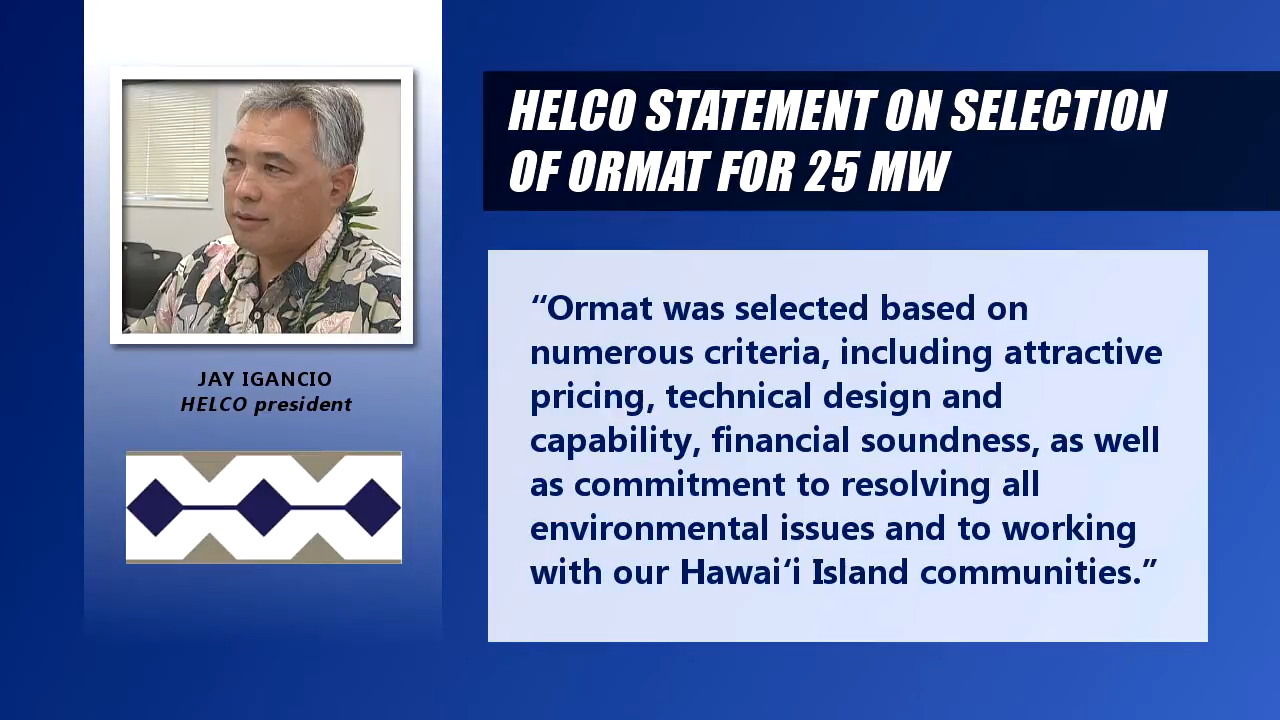 HELCO STATEMENT ON SELECTION
OF ORMAT FOR 25 MW
JAY IGANCIO
HELCO president
“Ormat was selected based on
numerous criteria, including attractive
pricing, technical design and
capability, financial soundness, as well
as commitment to resolving all
environmental issues and to working
with our Hawai‘i Island communities.”